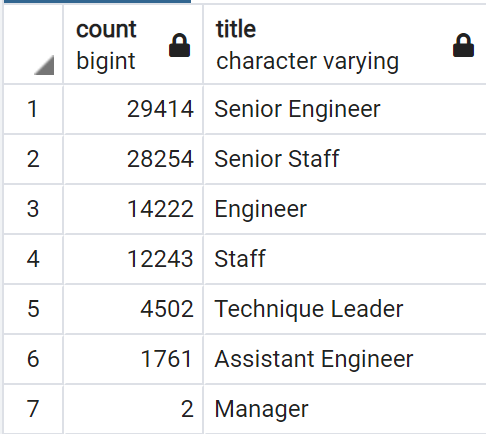 count title
bigint character varying
1 29414 Senior Engineer
2 28254 Senior Staff
3 14222 Engineer
4 12243 Staff
5 4502 Technique Leader
6 1761 Assistant Engineer
7 2 Manager